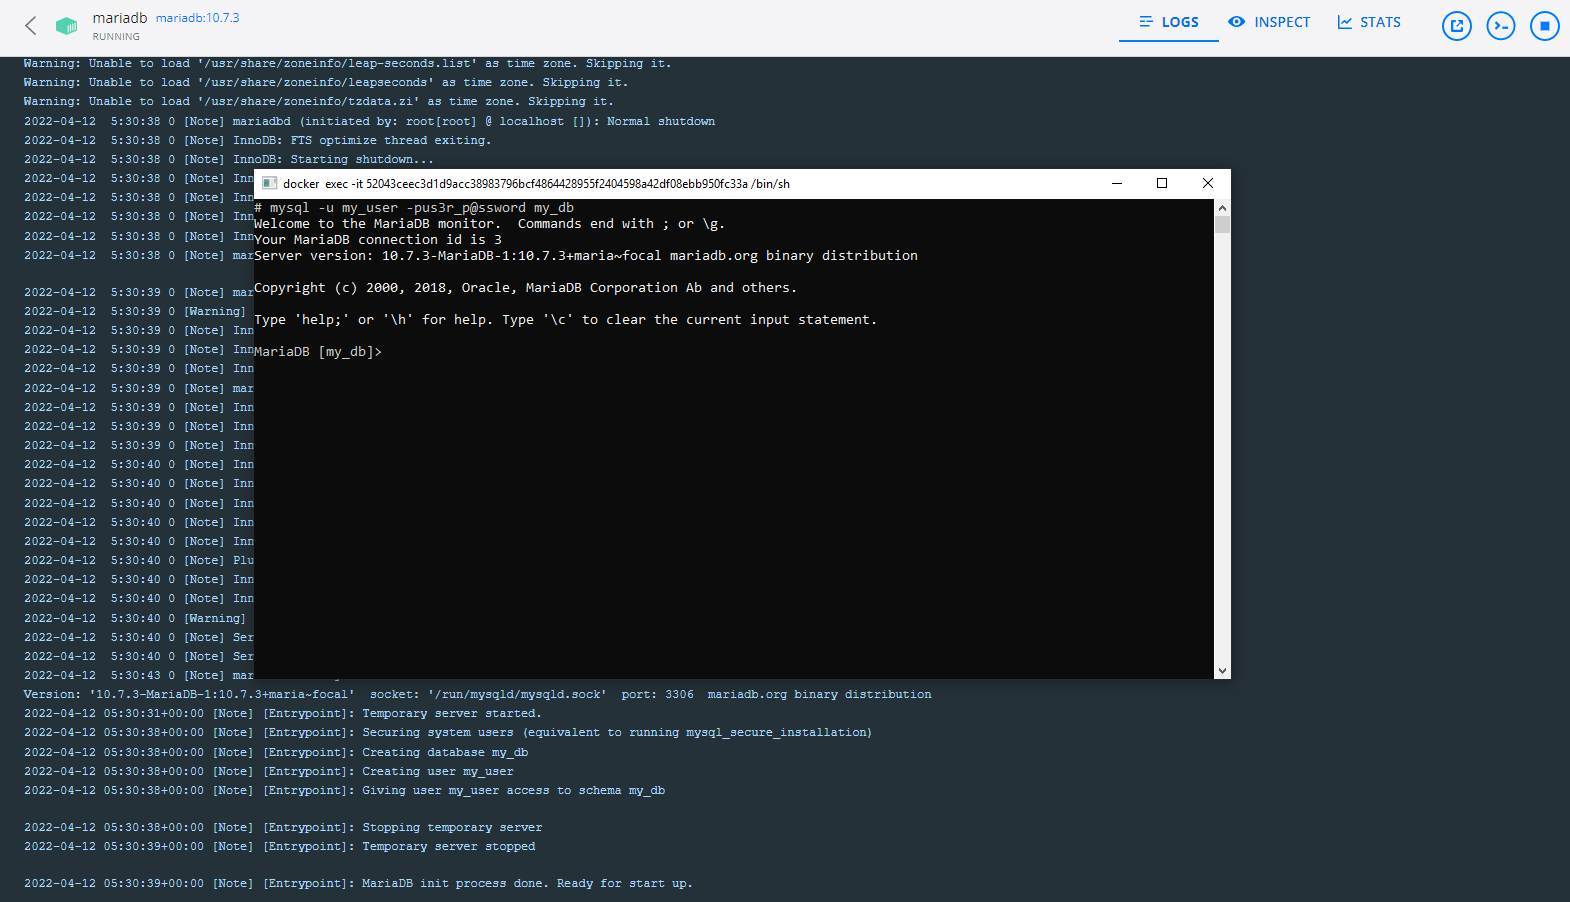 mariadb mariadb:10.7.3
RUNNING
LOGS INSPECT STATS
Warning: Unable to load '/usr/share/zoneinfo/leap-seconds.list' as time zone. Skipping it.
Warning: Unable to load '/usr/share/zoneinfo/leapseconds' as time zone. Skipping it.
Warning: Unable to load '/usr/share/zoneinfo/tzdata.zi' as time zone. Skipping it.
2022-04-12  5:30:38 0 [Note] mariadbd (initiated by: root[root] @ localhost []): Normal shutdown
2022-04-12  5:30:38 0 [Note] InnoDB: FTS optimize thread exiting.
2022-04-12  5:30:38 0 [Note] InnoDB: Starting shutdown...
2022-04-12  5:30:38 0 [Note] Inn
2022-04-12  5:30:38 0 [Note] Inn
2022-04-12  5:30:38 0 [Note] Inn
2022-04-12  5:30:38 0 [Note] Inn
2022-04-12  5:30:38 0 [Note] mar
2022-04-12  5:30:39 0 [Note] mar
2022-04-12  5:30:39 0 [Warning]
2022-04-12  5:30:39 0 [Note] Inn
2022-04-12  5:30:39 0 [Note] Inn
2022-04-12  5:30:39 0 [Note] Inn
2022-04-12  5:30:39 0 [Note] mar
2022-04-12  5:30:39 0 [Note] Inn
2022-04-12  5:30:39 0 [Note] Inn
2022-04-12  5:30:39 0 [Note] Inn
2022-04-12  5:30:40 0 [Note] Inn
2022-04-12  5:30:40 0 [Note] Inn
2022-04-12  5:30:40 0 [Note] Inn
2022-04-12  5:30:40 0 [Note] Inn
2022-04-12  5:30:40 0 [Note] Inn
2022-04-12  5:30:40 0 [Note] Plu
2022-04-12  5:30:40 0 [Note] Inn
2022-04-12  5:30:40 0 [Note] Inn
2022-04-12  5:30:40 0 [Warning]
2022-04-12  5:30:40 0 [Note] Ser
2022-04-12  5:30:40 0 [Note] Ser
2022-04-12  5:30:43 0 [Note] mar
docker  exec -it 52043ceec3d1d9acc38983796bcf4864428955f2404598a42df08ebb950fc33a /bin/sh
# mysql -u my_user -pus3r_p@ssword my_db
Welcome to the MariaDB monitor.  Commands end with ; or \g.
Your MariaDB connection id is 3
Server version: 10.7.3-MariaDB-1:10.7.3+maria~focal mariadb.org binary distribution
Copyright (c) 2000, 2018, Oracle, MariaDB Corporation Ab and others.
Type 'help;' or '\h' for help. Type '\c' to clear the current input statement.
MariaDB [my_db]>
Version: '10.7.3-MariaDB-1:10.7.3+maria~focal'  socket: '/run/mysqld/mysqld.sock'  port: 3306  mariadb.org binary distribution
2022-04-12 05:30:31+00:00 [Note] [Entrypoint]: Temporary server started.
2022-04-12 05:30:38+00:00 [Note] [Entrypoint]: Securing system users (equivalent to running mysql_secure_installation)
2022-04-12 05:30:38+00:00 [Note] [Entrypoint]: Creating database my_db
2022-04-12 05:30:38+00:00 [Note] [Entrypoint]: Creating user my_user
2022-04-12 05:30:38+00:00 [Note] [Entrypoint]: Giving user my_user access to schema my_db
2022-04-12 05:30:38+00:00 [Note] [Entrypoint]: Stopping temporary server
2022-04-12 05:30:39+00:00 [Note] [Entrypoint]: Temporary server stopped
2022-04-12 05:30:39+00:00 [Note] [Entrypoint]: MariaDB init process done. Ready for start up.